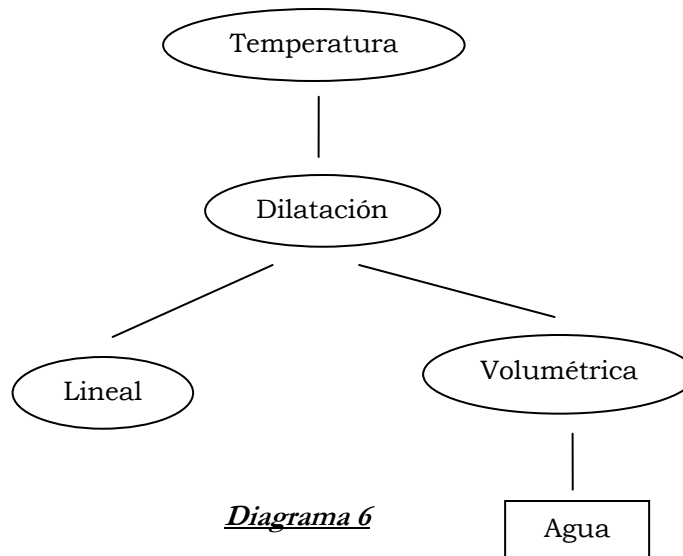 Temperatura
Dilatación
Lineal
Volumétrica
Diagrama 6
Agua